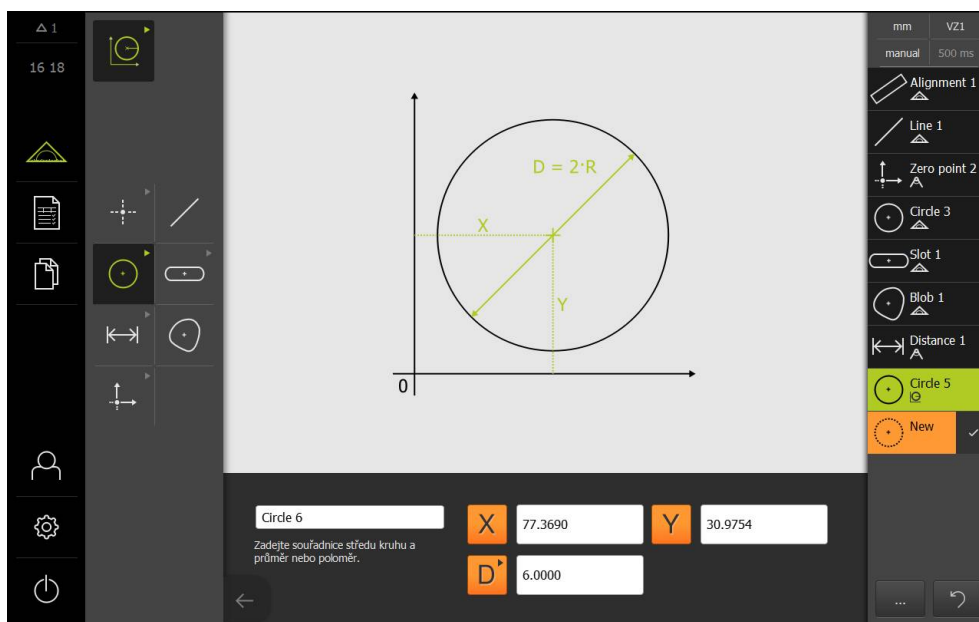 △ 1
16 18
D = 2·R
X
Y
0
mm
VZ1
manual
500 ms
Alignment 1
Line 1
Zero point 2
Circle 3
Slot 1
Blob 1
Distance 1
Circle 5
New
Circle 6
Zadejte souřadnice středu kruhu a
průměr nebo poloměr.
X
77.3690
Y
30.9754
D
6.0000
...